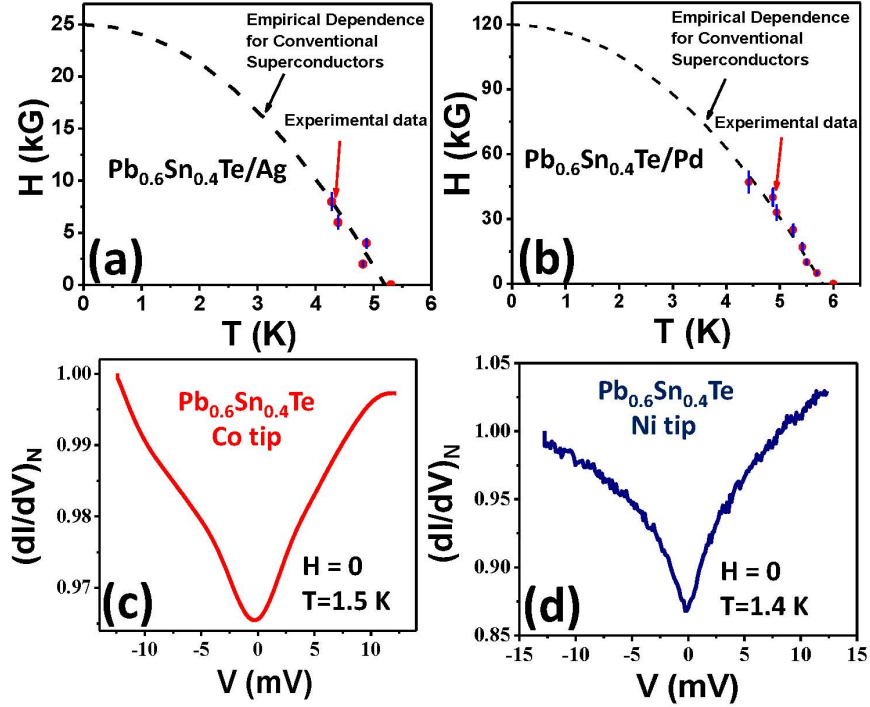 Empirical Dependence
for Conventional
Superconductors
Experimental data
Pb0.6Sn0.4Te/Ag
(a)
H (kG)
25
20
15
10
5
0
0 1 2 3 4 5 6
T (K)
Empirical Dependence
for Conventional
Superconductors
Experimental data
Pb0.6Sn0.4Te/Pd
(b)
H (kG)
120
90
60
30
0
0 1 2 3 4 5 6
T (K)
Pb0.6Sn0.4Te
Co tip
H = 0
T=1.5 K
(c)
(dI/dV)N
1.00
0.99
0.98
0.97
-10 -5 0 5 10
V (mV)
Pb0.6Sn0.4Te
Ni tip
H = 0
T=1.4 K
(d)
(dI/dV)N
1.05
1.00
0.95
0.90
0.85
-15 -10 -5 0 5 10 15
V (mV)